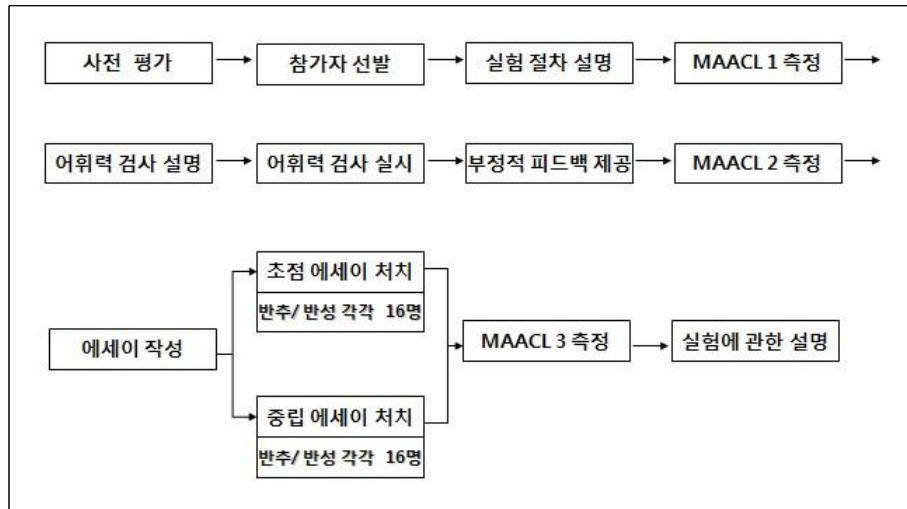 사전 평가
참가자 선발
실험 절차 설명
MAACL 1 측정
어휘력 검사 설명
어휘력 검사 실시
부정적 피드백 제공
MAACL 2 측정
에세이 작성
초점 에세이 처치
반추/ 반성 각각 16명
중립 에세이 처치
반추/ 반성 각각 16명
MAACL 3 측정
실험에 관한 설명